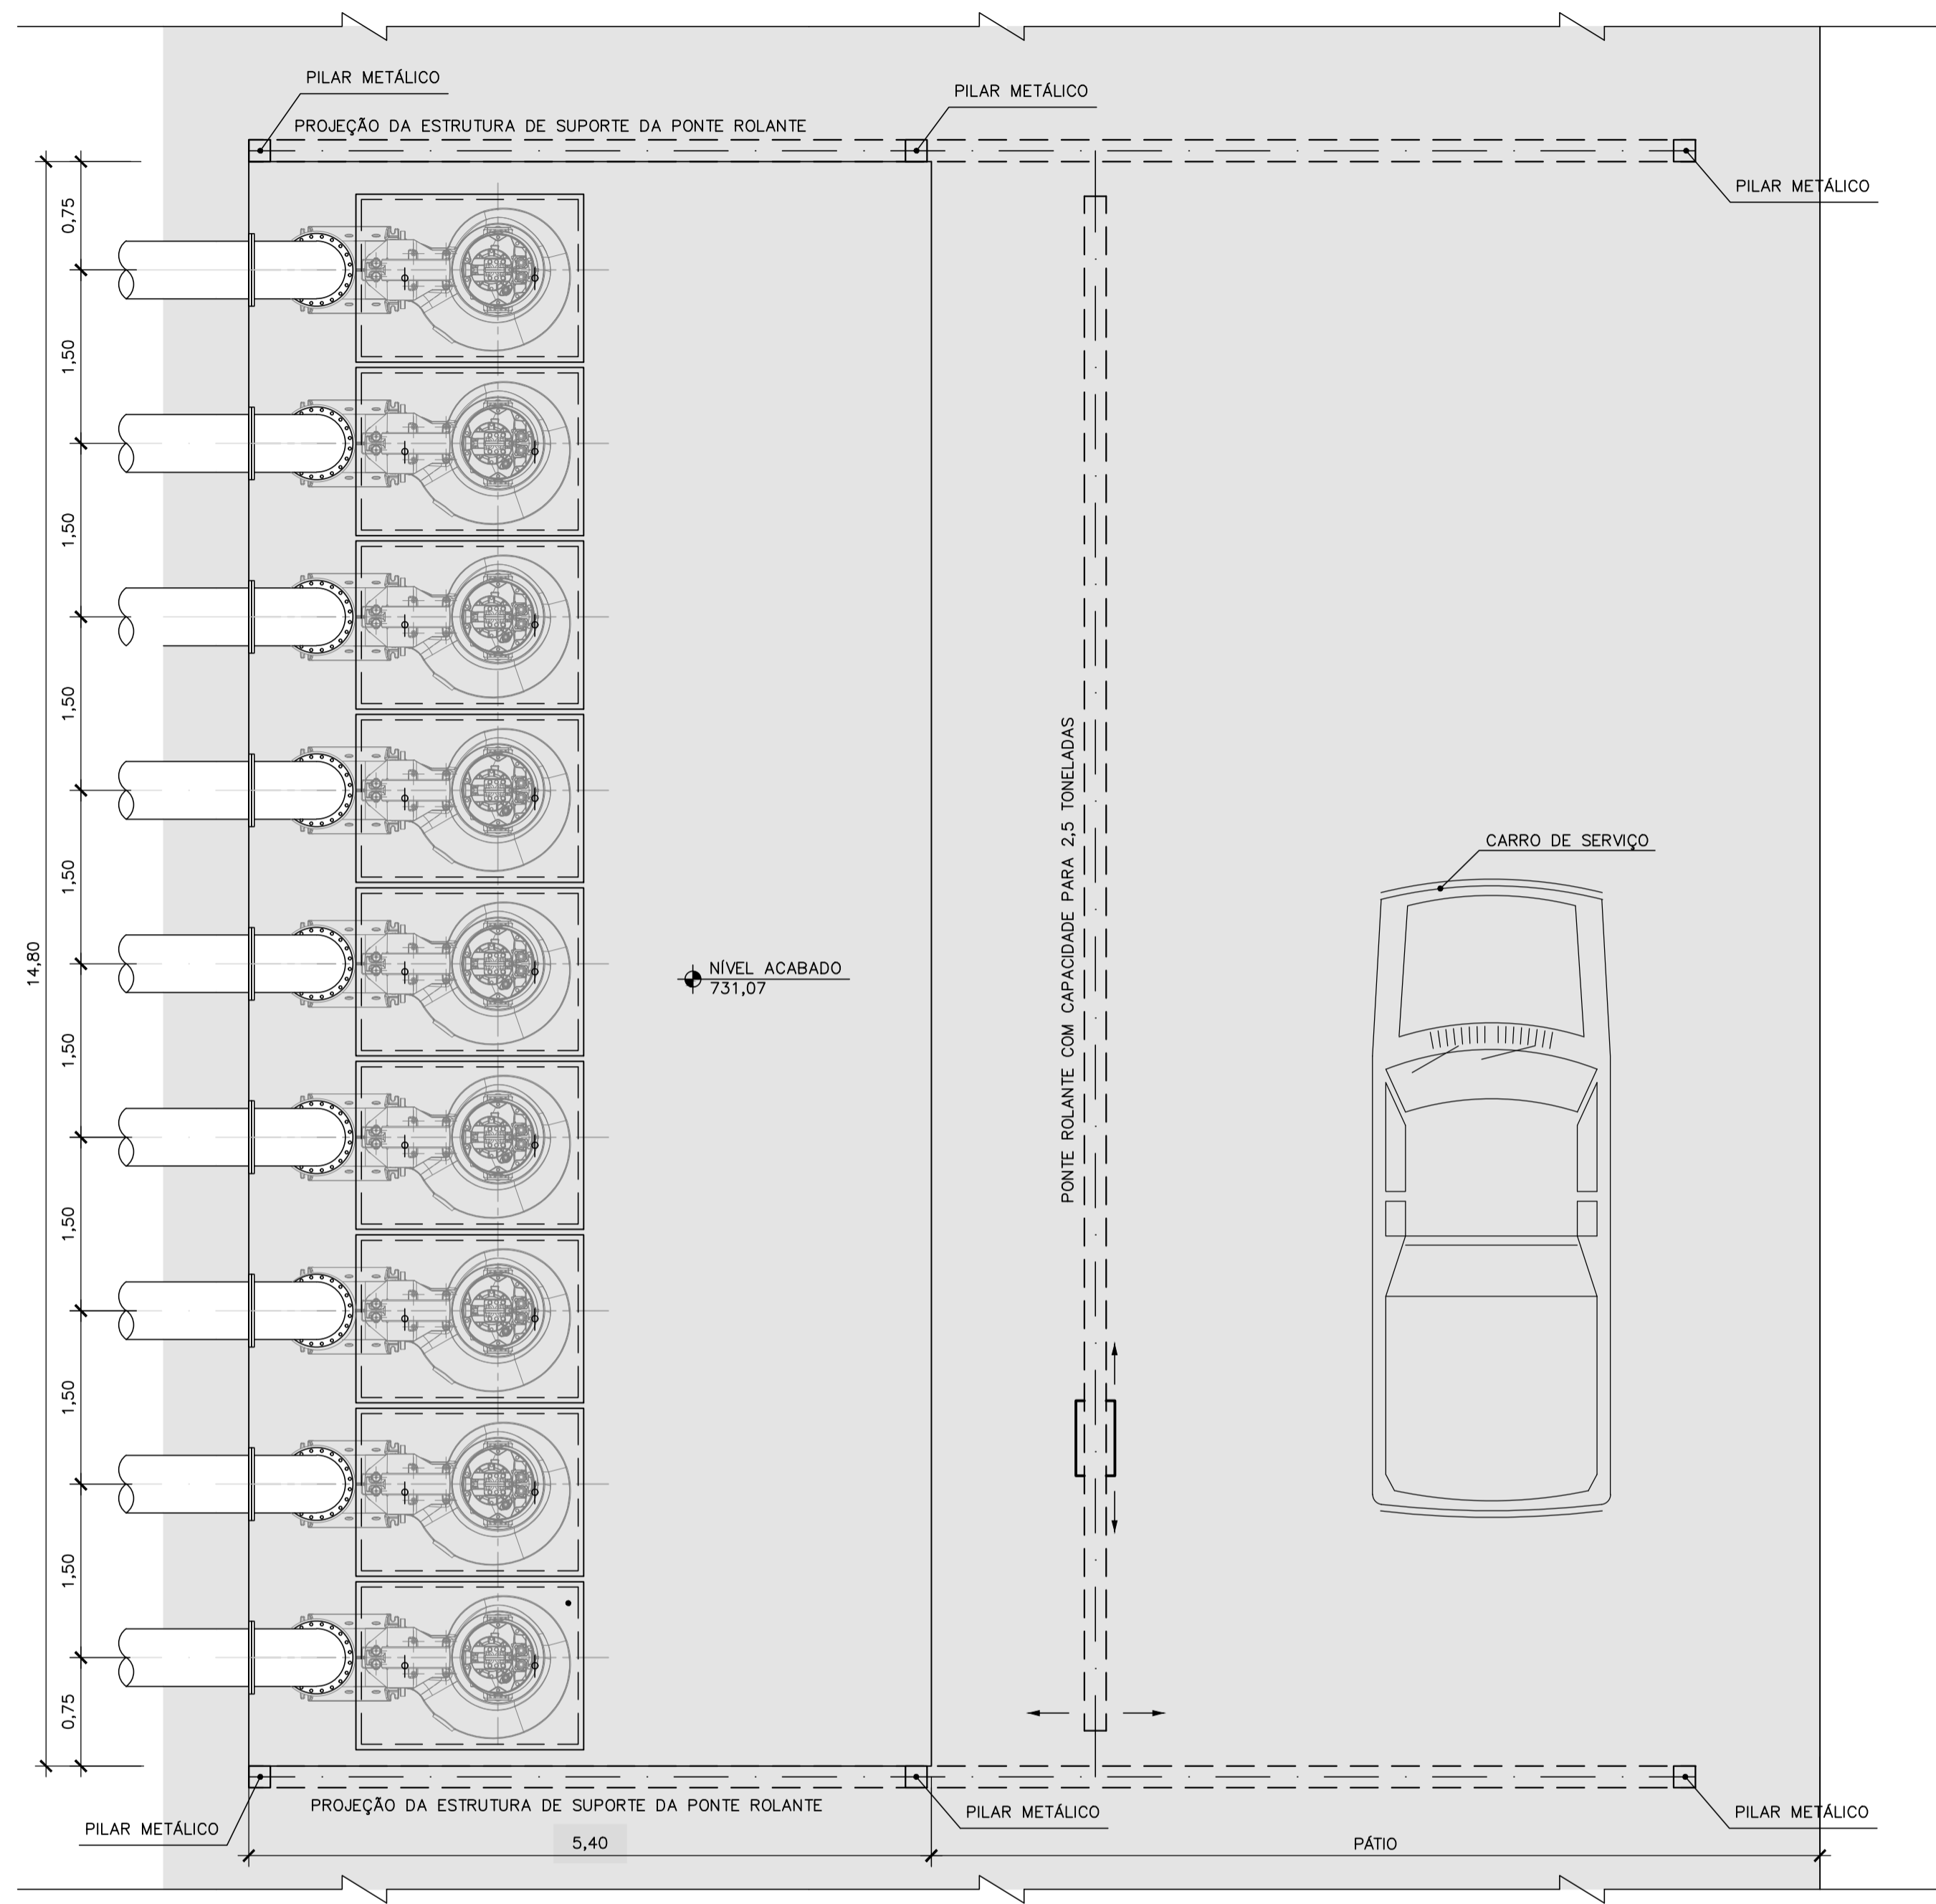 PILAR METÁLICO
PILAR METÁLICO
PROJEÇÃO DA ESTRUTURA DE SUPORTE DA PONTE ROLANTE
PILAR METÁLICO
0,75
1,50
1,50
1,50
1,50
1,50
1,50
1,50
1,50
0,75
14,80
PONTE ROLANTE COM CAPACIDADE PARA 2,5 TONELADAS
CARRO DE SERVIÇO
NÍVEL ACABADO
731,07
PROJEÇÃO DA ESTRUTURA DE SUPORTE DA PONTE ROLANTE
PILAR METÁLICO
PILAR METÁLICO
PILAR METÁLICO
5,40
PÁTIO